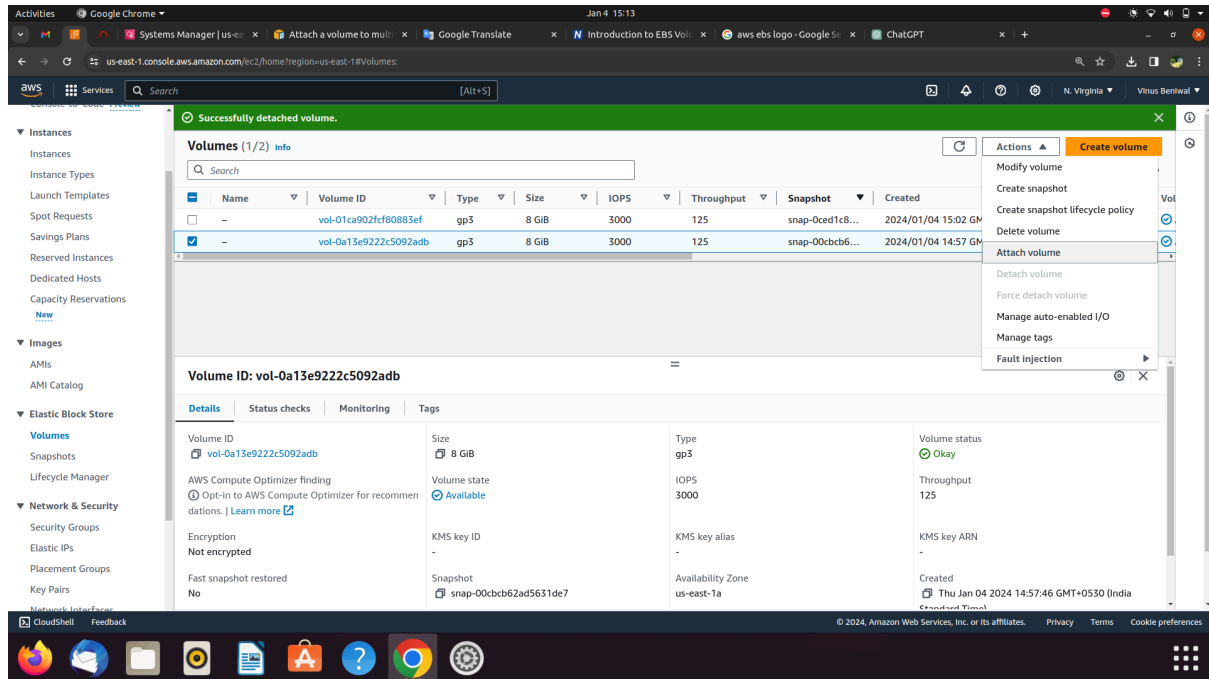 Activities Google Chrome Jan 4 15:13
Systems Manager | us-ea Attach a volume to multi Google Translate Introduction to EBS Volu aws ebs logo - Google Se ChatGPT
us-east-1.console.aws.amazon.com/ec2/home?region=us-east-1#Volumes:
aws Services Search [Alt+S] N. Virginia Vinus Beniwal
Console-to-Code Preview
Instances
Instances
Instance Types
Launch Templates
Spot Requests
Savings Plans
Reserved Instances
Dedicated Hosts
Capacity Reservations
New
Images
AMIs
AMI Catalog
Elastic Block Store
Volumes
Snapshots
Lifecycle Manager
Network & Security
Security Groups
Elastic IPs
Placement Groups
Key Pairs
Network Interfaces
Successfully detached volume.
Volumes (1/2) Info
Actions Create volume
Search
Name Volume ID Type Size IOPS Throughput Snapshot Created Vol
– vol-01ca902fcf80883ef gp3 8 GiB 3000 125 snap-0ced1c8... 2024/01/04 15:02 GM
– vol-0a13e9222c5092adb gp3 8 GiB 3000 125 snap-00cbcb6... 2024/01/04 14:57 GM
Modify volume
Create snapshot
Create snapshot lifecycle policy
Delete volume
Attach volume
Detach volume
Force detach volume
Manage auto-enabled I/O
Manage tags
Fault injection
Volume ID: vol-0a13e9222c5092adb
Details Status checks Monitoring Tags
Volume ID Size Type Volume status
vol-0a13e9222c5092adb 8 GiB gp3 Okay
AWS Compute Optimizer finding Volume state IOPS Throughput
Opt-in to AWS Compute Optimizer for recommen Available 3000 125
dations. | Learn more
Encryption KMS key ID KMS key alias KMS key ARN
Not encrypted - - -
Fast snapshot restored Snapshot Availability Zone Created
No snap-00cbcb62ad5631de7 us-east-1a Thu Jan 04 2024 14:57:46 GMT+0530 (India
Standard Time)
CloudShell Feedback © 2024, Amazon Web Services, Inc. or its affiliates. Privacy Terms Cookie preferences